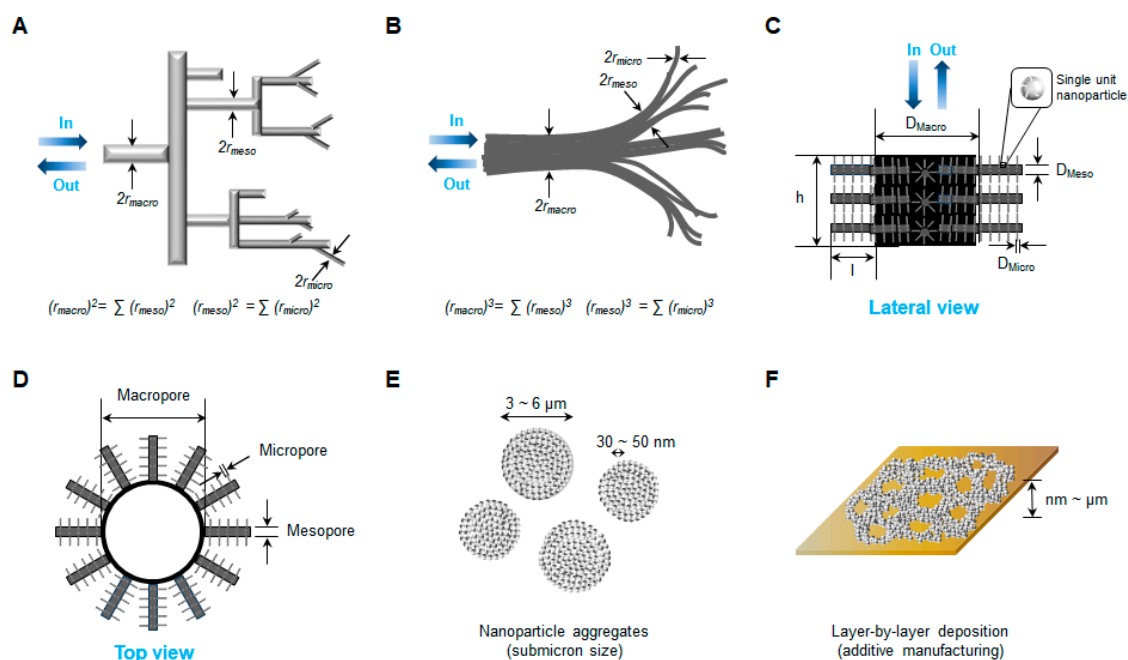 A
In
Out
2r_macro
2r_meso
2r_micro
(r_macro)²= ∑ (r_meso)² (r_meso)² = ∑ (r_micro)²
B
In
Out
2r_micro
2r_meso
2r_macro
(r_macro)³= ∑ (r_meso)³ (r_meso)³ = ∑ (r_micro)³
C
In Out
Single unit
nanoparticle
D_Macro
D_Meso
h
l
D_Micro
Lateral view
D
Macropore
Micropore
Mesopore
Top view
E
3 ~ 6 µm
30 ~ 50 nm
Nanoparticle aggregates
(submicron size)
F
nm ~ µm
Layer-by-layer deposition
(additive manufacturing)